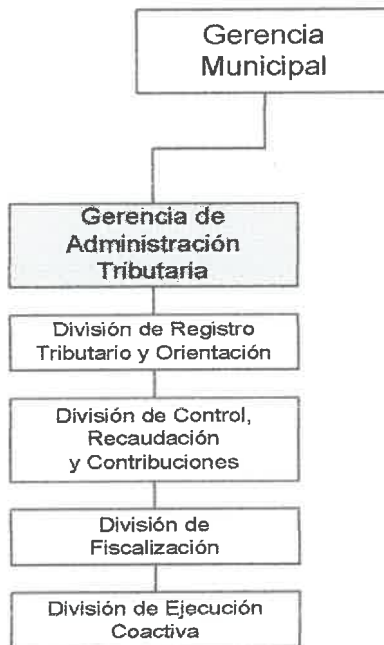 Gerencia
Municipal
Gerencia de
Administración
Tributaria
División de Registro
Tributario y Orientación
División de Control,
Recaudación
y Contribuciones
División de
Fiscalización
División de Ejecución
Coactiva